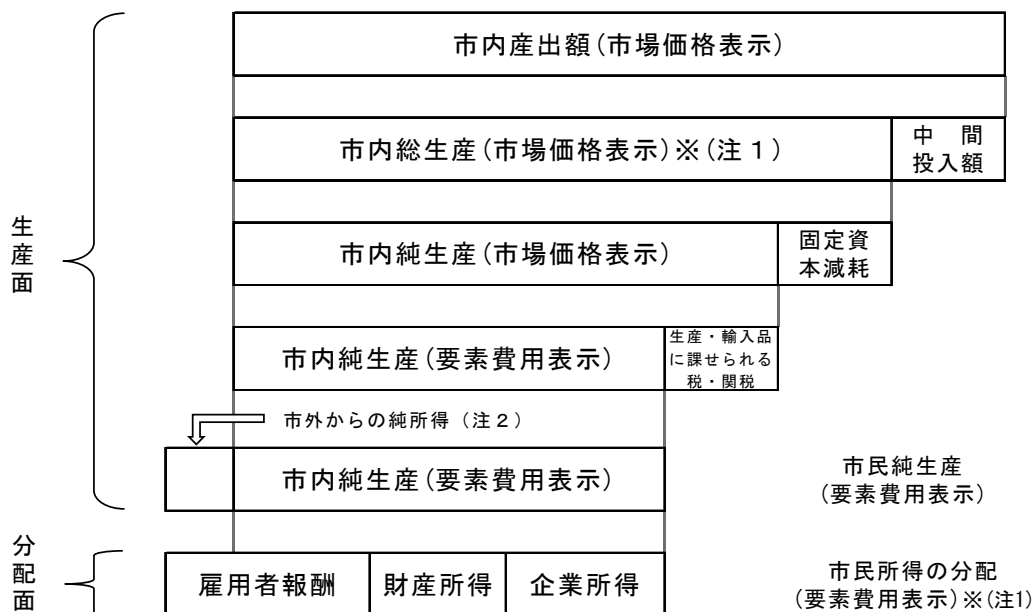 市内産出額(市場価格表示)
市内総生産(市場価格表示)※(注１)
中　間
投入額
市内純生産(市場価格表示)
固定資
本減耗
生産面
市内純生産(要素費用表示)
生産・輸入品
に課せられる
税・関税
市外からの純所得（注２）
市内純生産(要素費用表示)
市民純生産
(要素費用表示)
分配面
雇用者報酬
財産所得
企業所得
市民所得の分配
(要素費用表示)※(注1)